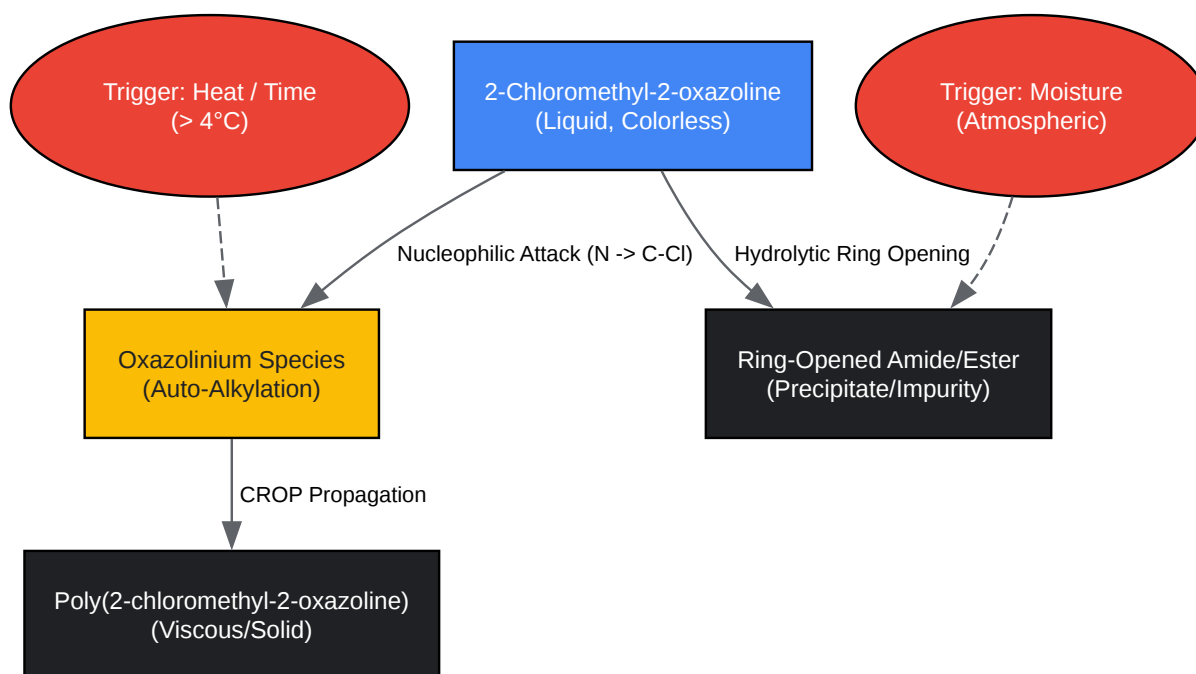 Trigger: Heat / Time
(> 4°C)
2-Chloromethyl-2-oxazoline
(Liquid, Colorless)
Trigger: Moisture
(Atmospheric)
Nucleophilic Attack (N -> C-Cl)
Hydrolytic Ring Opening
Oxazolinium Species
(Auto-Alkylation)
Ring-Opened Amide/Ester
(Precipitate/Impurity)
CROP Propagation
Poly(2-chloromethyl-2-oxazoline)
(Viscous/Solid)